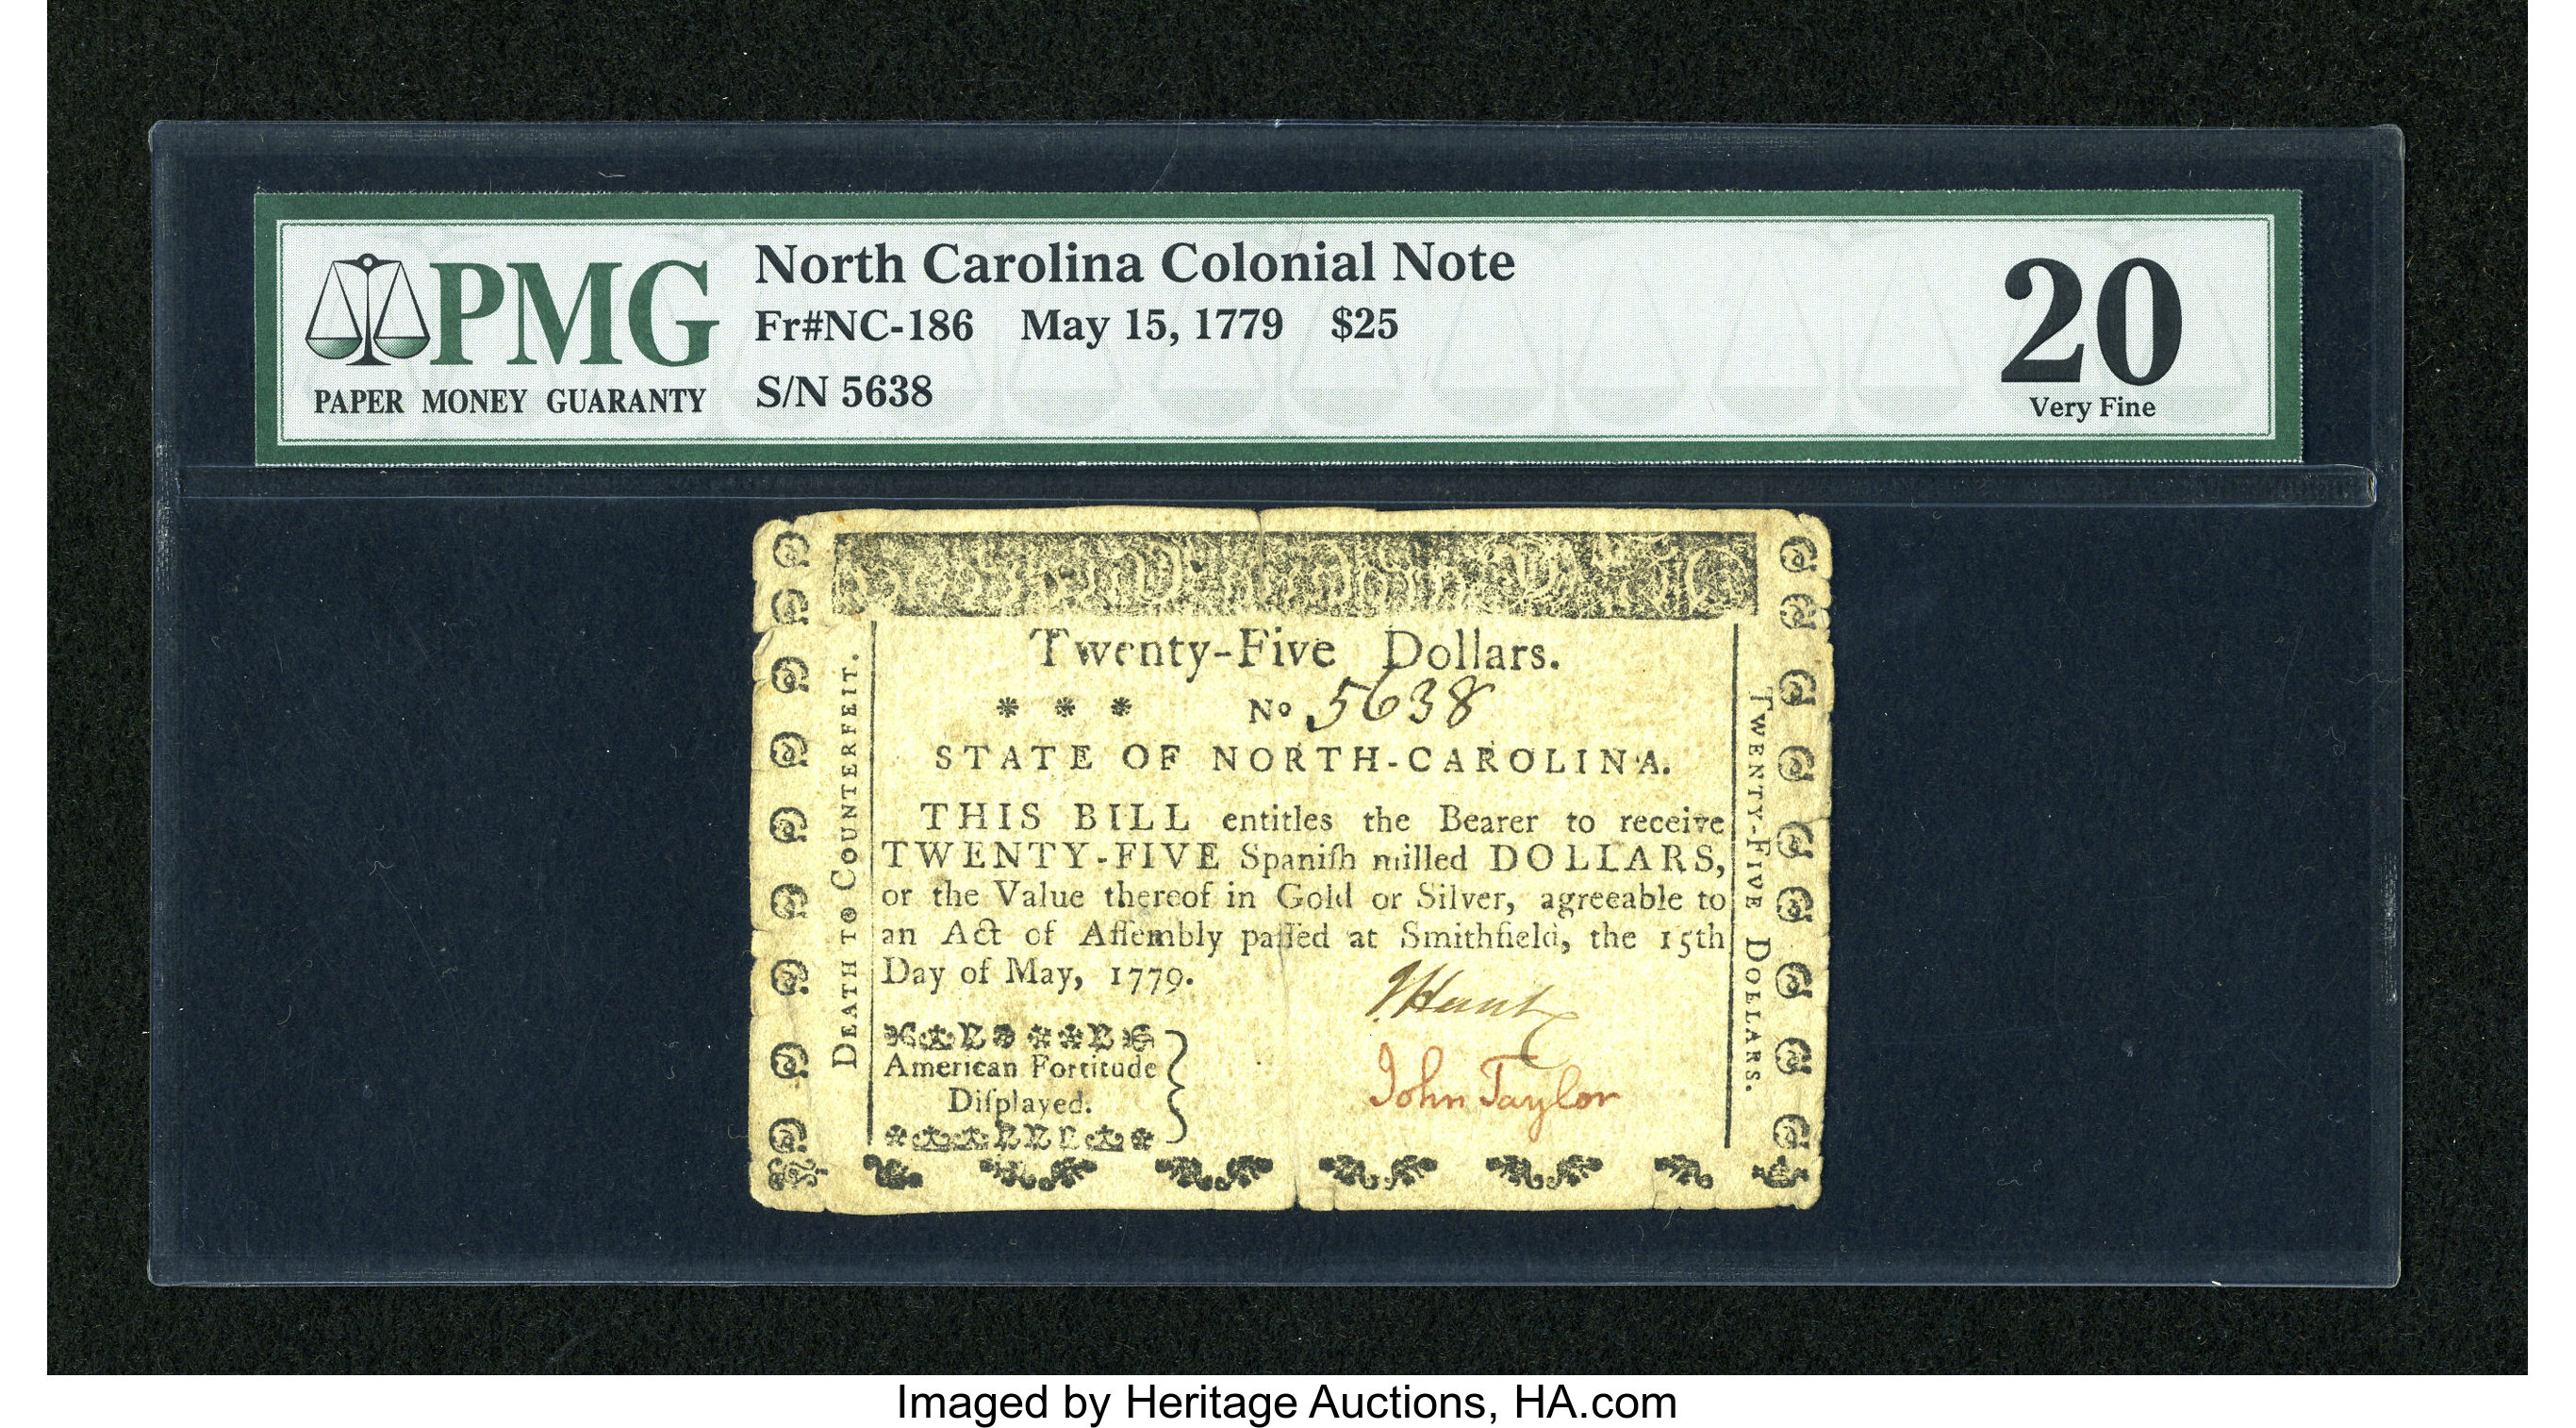 PMG
PAPER MONEY GUARANTY
North Carolina Colonial Note
Fr#NC-186 May 15, 1779 $25
S/N 5638
20
Very Fine
Twenty-Five Dollars.
* * * No 5638
STATE OF NORTH-CAROLINA.
THIS BILL entitles the Bearer to receive
TWENTY-FIVE Spaniſh milled DOLLARS,
or the Value thereof in Gold or Silver, agreeable to
an Act of Aſſembly paſſed at Smithfield, the 15th
Day of May, 1779.
American Fortitude
Diſplayed.
J Hunt
John Taylor
DEATH TO COUNTERFEIT.
TWENTY-FIVE DOLLARS.
Imaged by Heritage Auctions, HA.com